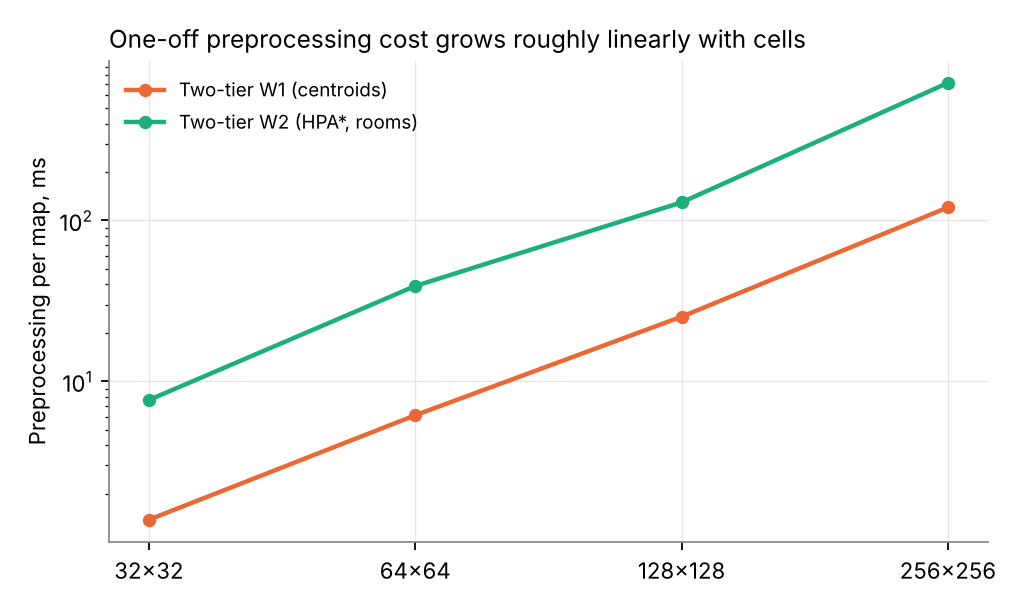 One-off preprocessing cost grows roughly linearly with cells
Two-tier W1 (centroids)
Two-tier W2 (HPA*, rooms)
Preprocessing per map, ms
10²
10¹
32×32
64×64
128×128
256×256